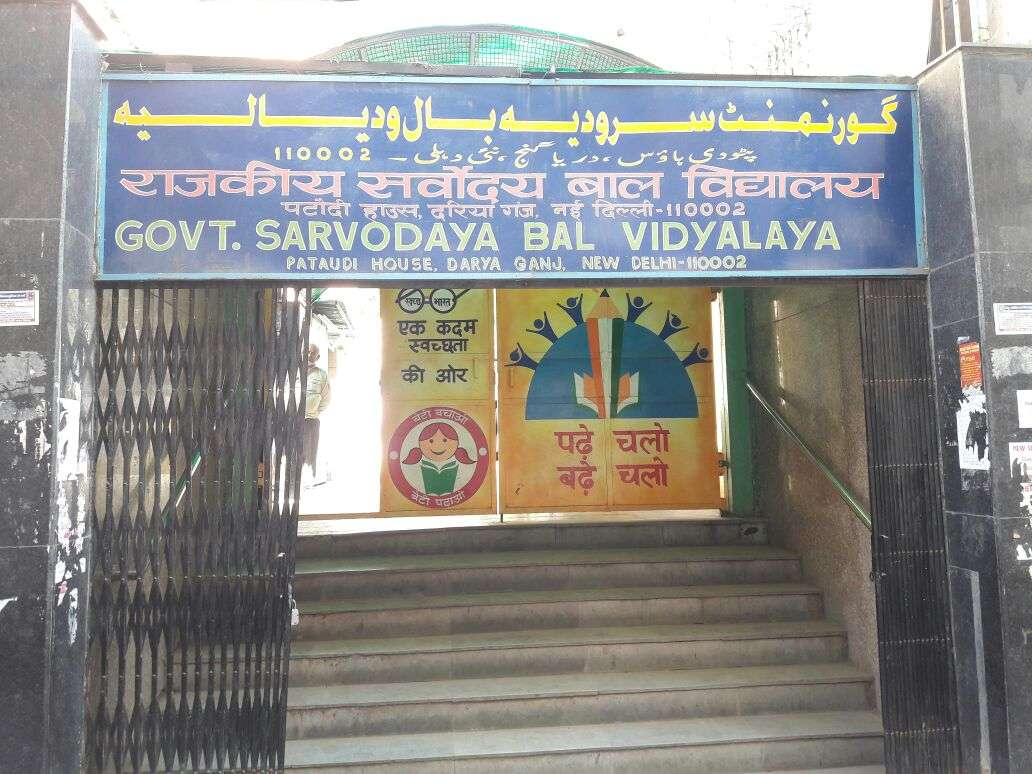 گورنمنٹ سرودیہ بال ودیالیہ
پٹودی ہاؤس، دریا گنج، نئی دہلی – 110002
राजकीय सर्वोदय बाल विद्यालय
पटौदी हाउस, दरिया गंज, नई दिल्ली-110002
GOVT. SARVODAYA BAL VIDYALAYA
PATAUDI HOUSE, DARYA GANJ, NEW DELHI-110002
स्वच्छ भारत
एक कदम
स्वच्छता
की ओर
बेटी बचाओ
बेटी पढ़ाओ
पढ़े चलो
बढ़े चलो